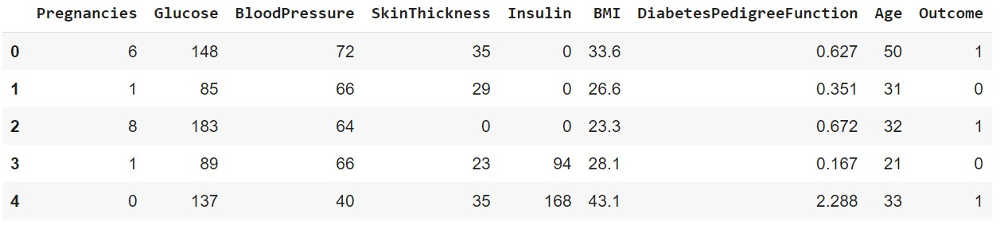 Pregnancies Glucose BloodPressure SkinThickness Insulin BMI DiabetesPedigreeFunction Age Outcome
0 6 148 72 35 0 33.6 0.627 50 1
1 1 85 66 29 0 26.6 0.351 31 0
2 8 183 64 0 0 23.3 0.672 32 1
3 1 89 66 23 94 28.1 0.167 21 0
4 0 137 40 35 168 43.1 2.288 33 1